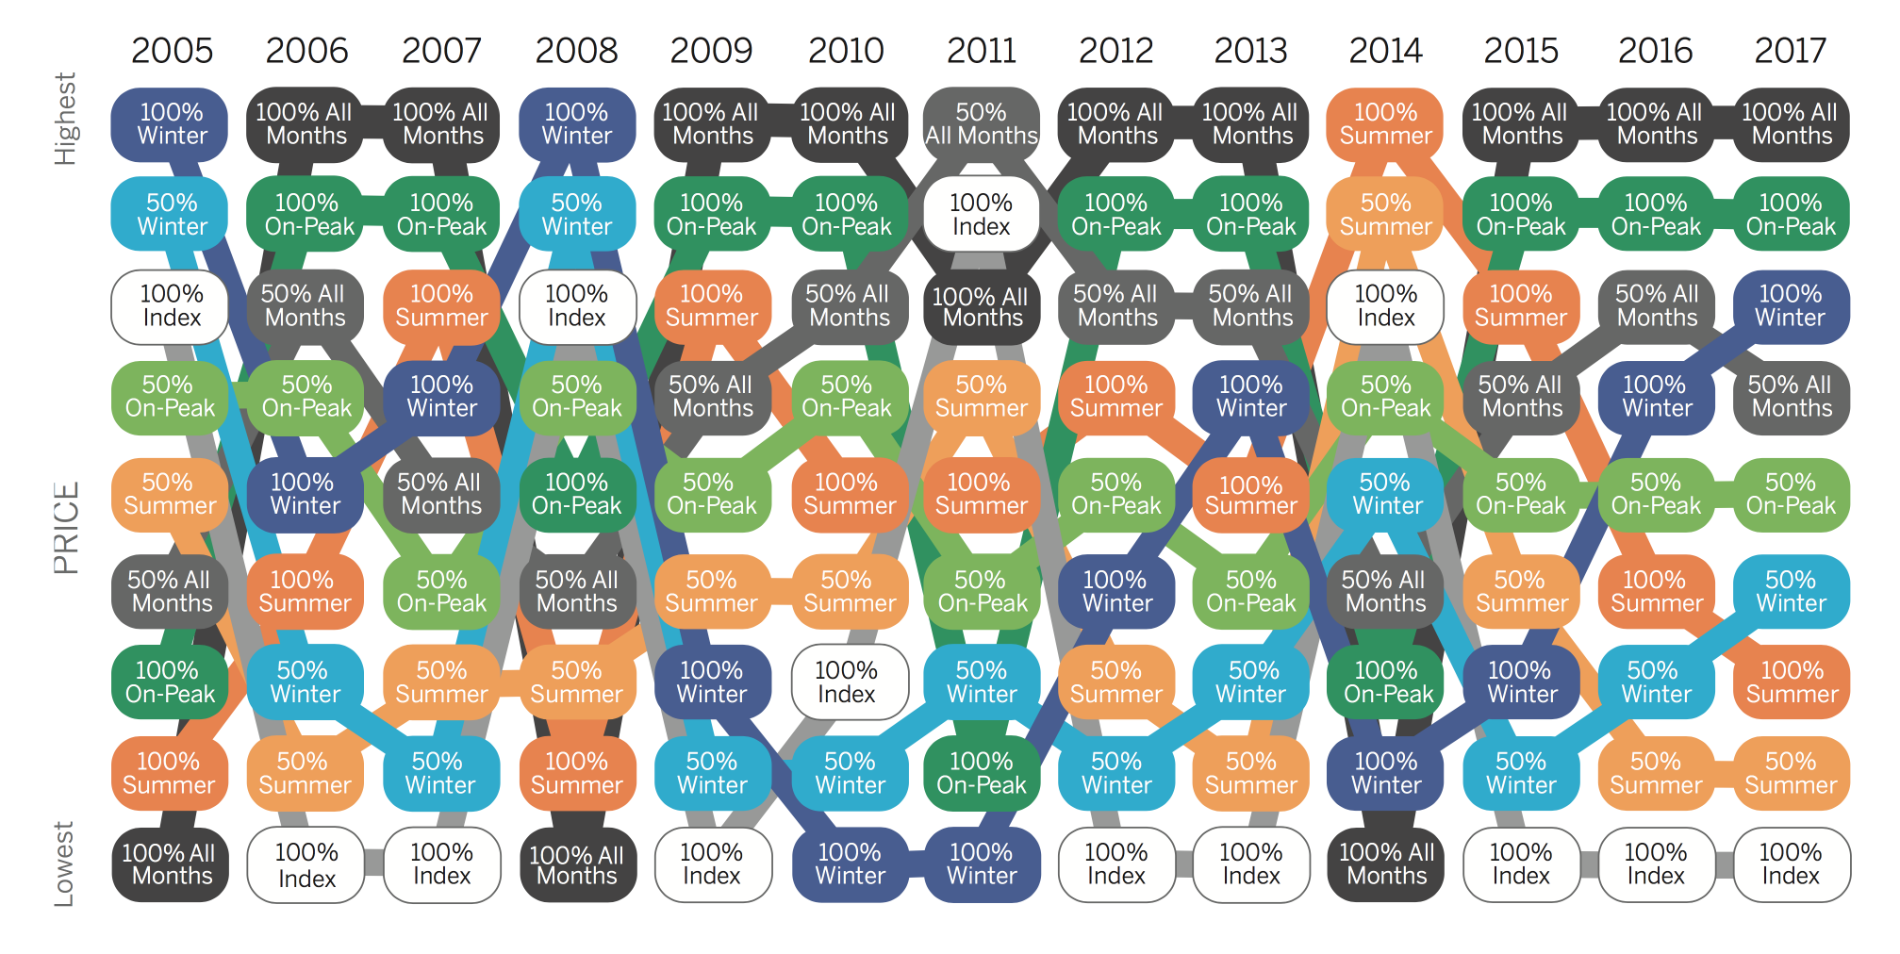 2005 2006 2007 2008 2009 2010 2011 2012 2013 2014 2015 2016 2017
Highest
PRICE
Lowest
100% 100% All 100% All 100% 100% All 100% All 50% 100% All 100% All 100% 100% All 100% All 100% All
Winter Months Months Winter Months Months All Months Months Months Summer Months Months Months
50% 100% 100% 50% 100% 100% 100% 100% 100% 50% 100% 100% 100%
Winter On-Peak On-Peak Winter On-Peak On-Peak Index On-Peak On-Peak Summer On-Peak On-Peak On-Peak
100% 50% All 100% 100% 100% 50% All 100% All 50% All 50% All 100% 100% 50% All 100%
Index Months Summer Index Summer Months Months Months Months Index Summer Months Winter
50% 50% 100% 50% 50% All 50% 50% 100% 100% 50% 50% All 100% 50% All
On-Peak On-Peak Winter On-Peak Months On-Peak Summer Summer Winter On-Peak Months Winter Months
50% 100% 50% All 100% 50% 100% 100% 50% 100% 50% 50% 50% 50%
Summer Winter Months On-Peak On-Peak Summer Summer On-Peak Summer Winter On-Peak On-Peak On-Peak
50% All 100% 50% 50% All 50% 50% 50% 100% 50% 50% All 50% 100% 50%
Months Summer On-Peak Months Summer Summer On-Peak Winter On-Peak Months Summer Summer Winter
100% 50% 50% 50% 100% 100% 50% 50% 50% 100% 100% 50% 100%
On-Peak Winter Summer Summer Winter Index Winter Summer Winter On-Peak Winter Winter Summer
100% 50% 50% 100% 50% 50% 100% 50% 50% 100% 50% 50% 50%
Summer Summer Winter Summer Winter Winter On-Peak Winter Summer Winter Winter Summer Summer
100% All 100% 100% 100% All 100% 100% 100% 100% 100% 100% All 100% 100% 100%
Months Index Index Months Index Winter Winter Index Index Months Index Index Index